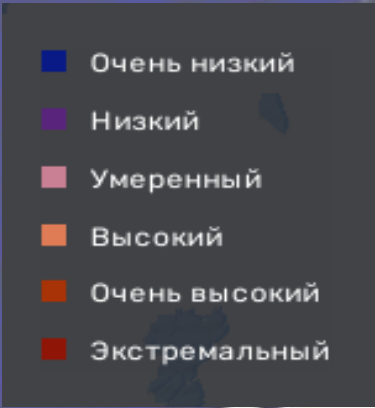 Очень низкий
Низкий
Умеренный
Высокий
Очень высокий
Экстремальный